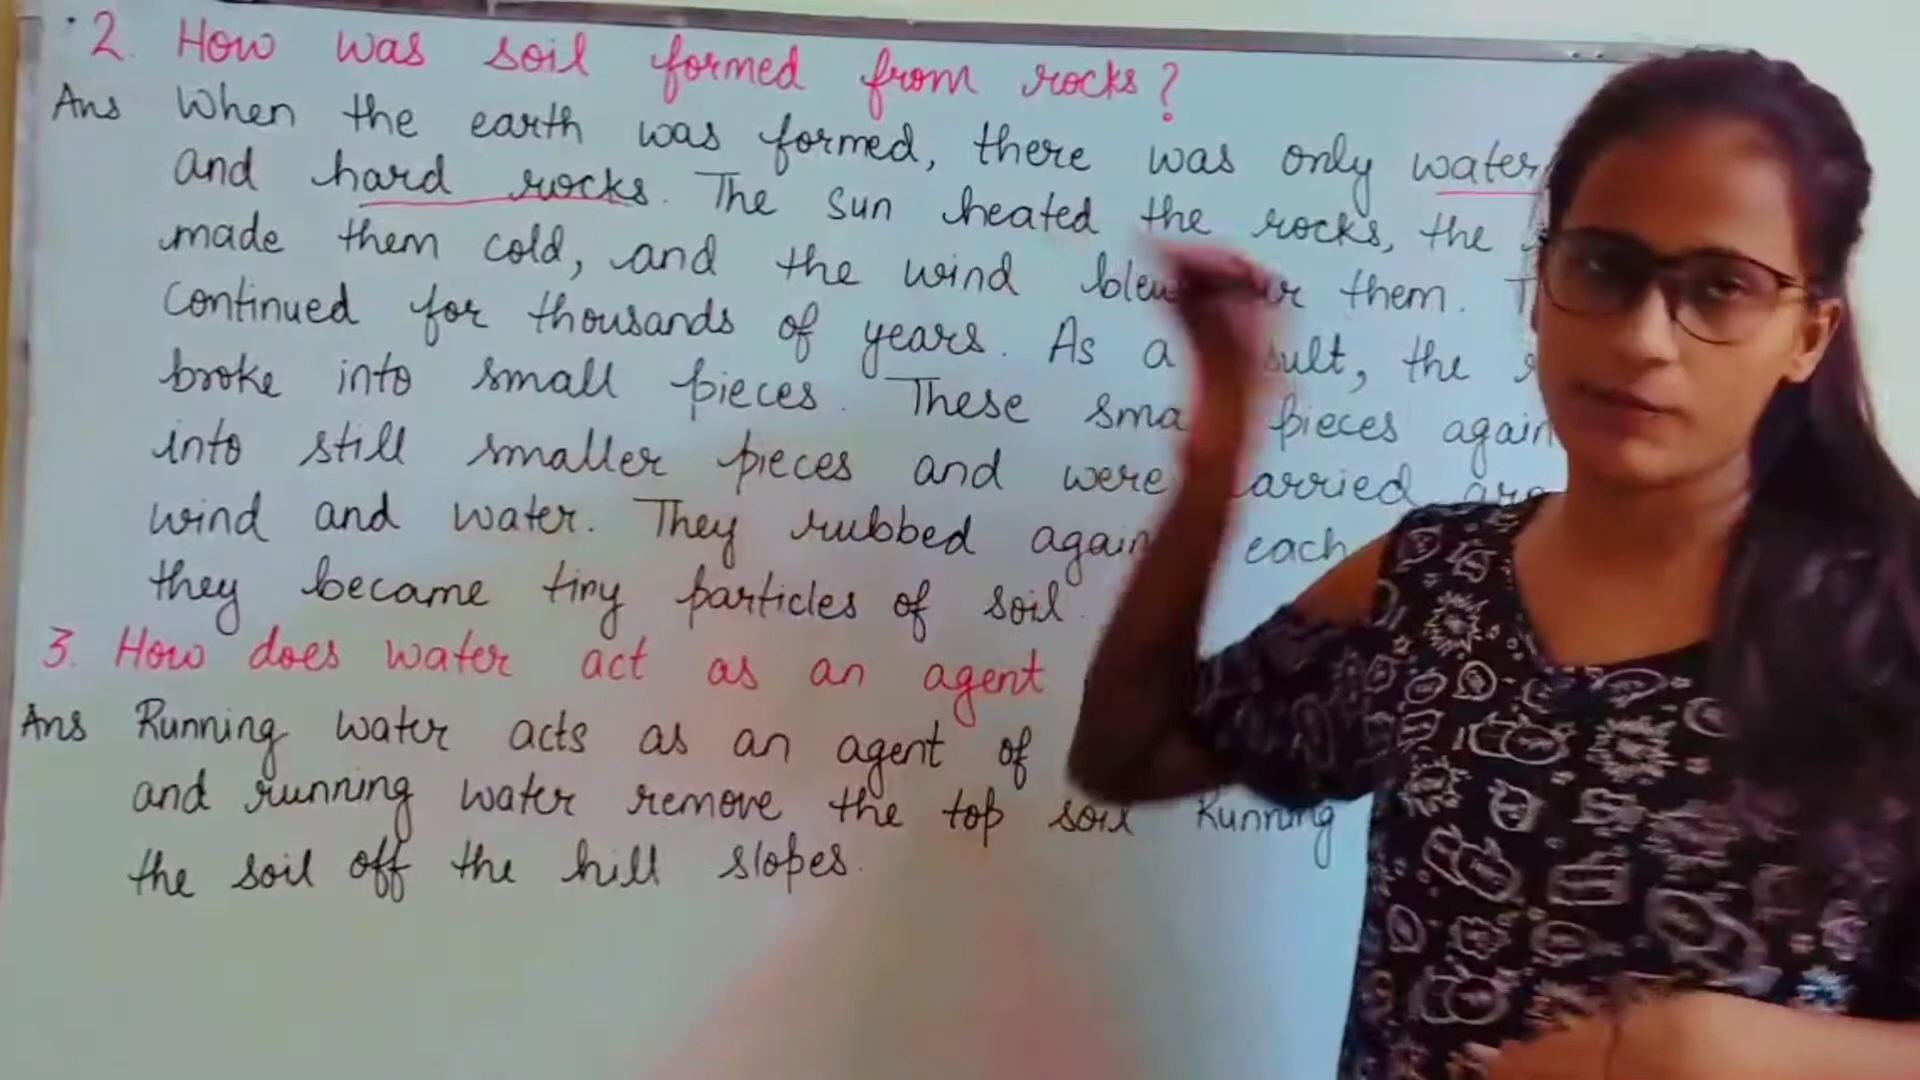 2. How was soil formed from rocks?
Ans When the earth was formed, there was only water
and hard rocks. The sun heated the rocks, the
made them cold, and the wind them.
continued for thousands of years. As a the
broke into small pieces. These pieces again
into still smaller pieces and were carried
wind and water. They rubbed each
they became tiny particles of soil.
3. How does water act as an agent
Ans Running water acts as an agent of
and running water remove the top soil Running
the soil off the hill slopes.